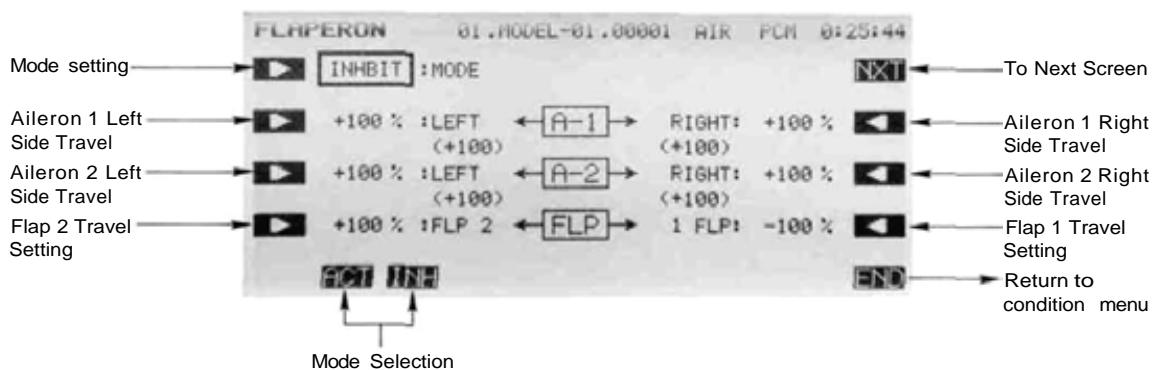 FLAPERON 01.MODEL-01.00001 AIR PCM 0:25:44
Mode setting INHBIT :MODE NXT To Next Screen
Aileron 1 Left Side Travel +100 % :LEFT (+100) A-1 RIGHT: (+100) +100 % Aileron 1 Right Side Travel
Aileron 2 Left Side Travel +100 % :LEFT (+100) A-2 RIGHT: (+100) +100 % Aileron 2 Right Side Travel
Flap 2 Travel Setting +100 % :FLP 2 FLP 1 FLP: -100 % Flap 1 Travel Setting
ACT INH END Return to condition menu
Mode Selection